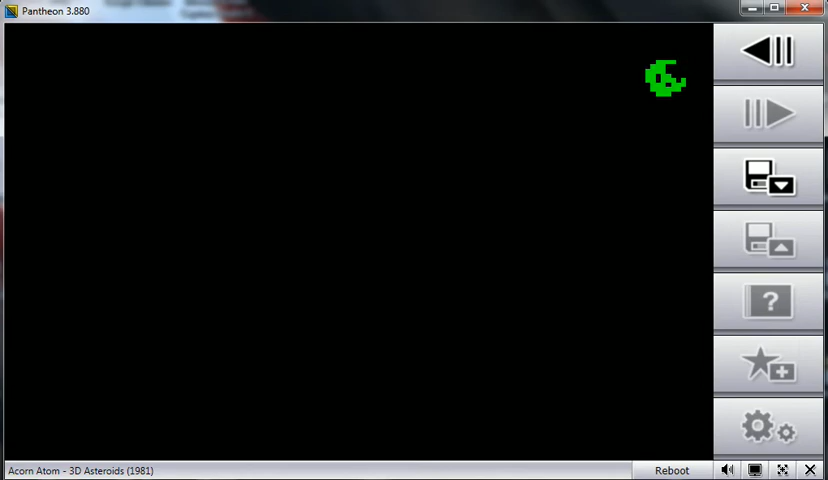 Pantheon 3.880
?
Acorn Atom - 3D Asteroids (1981)
Reboot